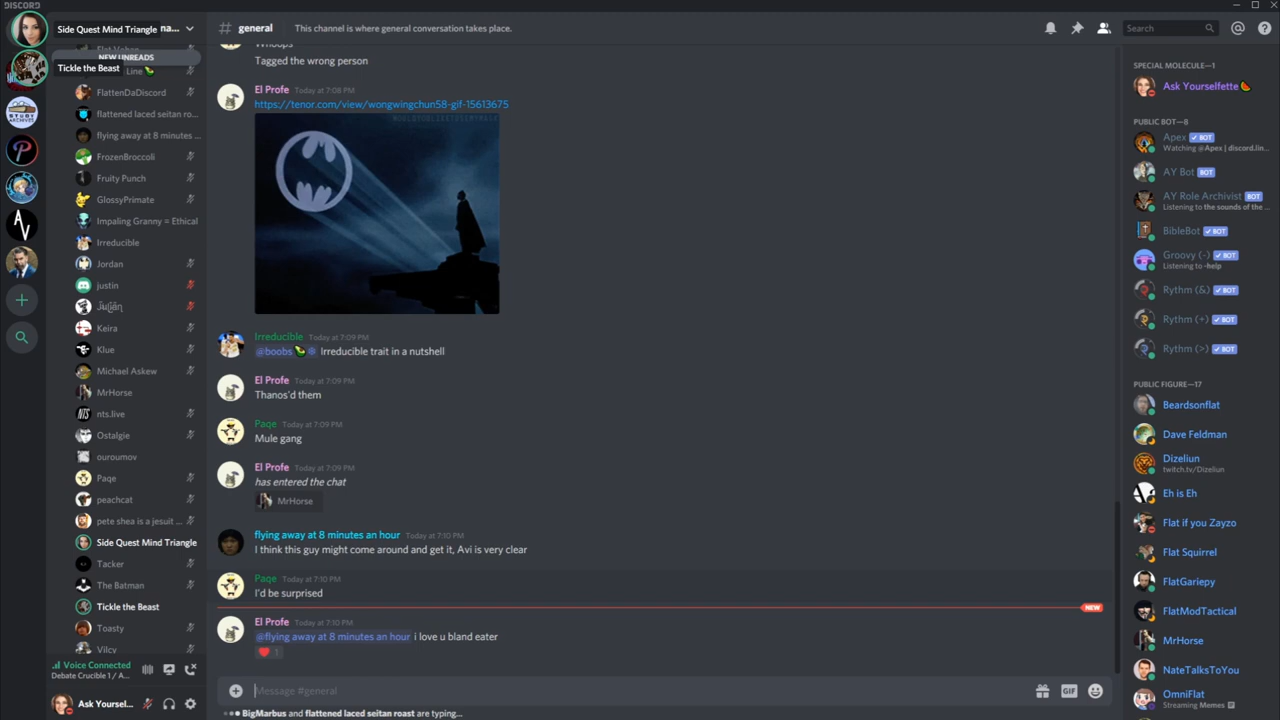 DISCORD
Side Quest Mind Triangle
na...
# general
This channel is where general conversation takes place.
Search
NEW UNREADS
Tickle the Beast
Line
FlattenDaDiscord
flattened laced seitan ro...
flying away at 8 minutes ...
FrozenBroccoli
Fruity Punch
GlossyPrimate
Impaling Granny = Ethical
Irreducible
Jordan
justin
Keira
Klue
Michael Askew
MrHorse
nts.live
Ostalgie
ouroumov
Paqe
peachcat
pete shea is a jesuit ...
Side Quest Mind Triangle
Tacker
The Batman
Tickle the Beast
Toasty
Vilcy
Voice Connected
Debate Crucible 1 / A...
Ask Yoursel...
STUDY
ARCHIVES
Whoops
Tagged the wrong person
El Profe Today at 7:08 PM
https://tenor.com/view/wongwingchun58-gif-15613675
Irreducible Today at 7:09 PM
@boobs🥒❄ Irreducible trait in a nutshell
El Profe Today at 7:09 PM
Thanos'd them
Paqe Today at 7:09 PM
Mule gang
El Profe Today at 7:09 PM
has entered the chat
MrHorse
flying away at 8 minutes an hour Today at 7:10 PM
I think this guy might come around and get it, Avi is very clear
Paqe Today at 7:10 PM
I'd be surprised
NEW
El Profe Today at 7:10 PM
@flying away at 8 minutes an hour i love u bland eater
❤ 1
Message #general
GIF
BigMarbus and flattened laced seitan roast are typing...
SPECIAL MOLECULE—1
Ask Yourselfette🍉
PUBLIC BOT—8
Apex ✓ BOT
Watching @Apex | discord.lin...
AY Bot BOT
AY Role Archivist BOT
Listening to the sounds of the ...
BibleBot ✓ BOT
Groovy (-) ✓ BOT
Listening to -help
Rythm (&) ✓ BOT
Rythm (+) ✓ BOT
Rythm (>) ✓ BOT
PUBLIC FIGURE—17
Beardsonflat
Dave Feldman
Dizeliun
twitch.tv/Dizeliun
Eh is Eh
Flat if you Zayzo
Flat Squirrel
FlatGariepy
FlatModTactical
MrHorse
NateTalksToYou
OmniFlat
Streaming Memes